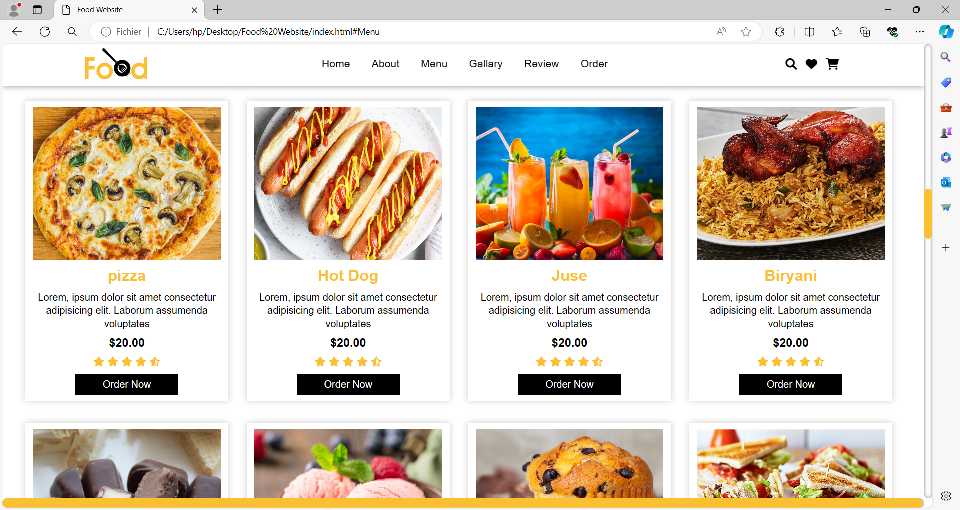 Food Website
Fichier | C:/Users/hp/Desktop/Food%20Website/index.html#Menu
Food
Home About Menu Gallary Review Order
pizza
Lorem, ipsum dolor sit amet consectetur
adipisicing elit. Laborum assumenda
voluptates
$20.00
Order Now
Hot Dog
Lorem, ipsum dolor sit amet consectetur
adipisicing elit. Laborum assumenda
voluptates
$20.00
Order Now
Juse
Lorem, ipsum dolor sit amet consectetur
adipisicing elit. Laborum assumenda
voluptates
$20.00
Order Now
Biryani
Lorem, ipsum dolor sit amet consectetur
adipisicing elit. Laborum assumenda
voluptates
$20.00
Order Now